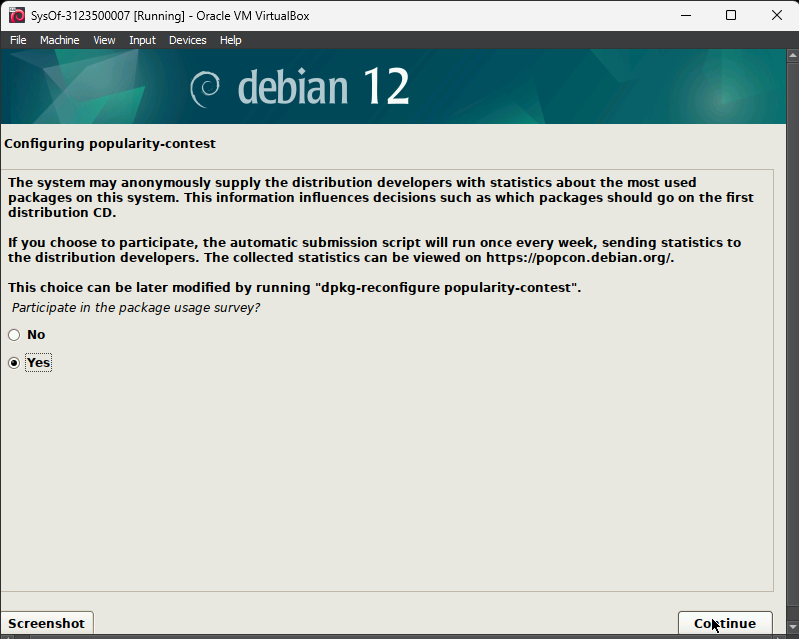 SysOf-3123500007 [Running] - Oracle VM VirtualBox
File Machine View Input Devices Help
debian 12
Configuring popularity-contest
The system may anonymously supply the distribution developers with statistics about the most used
packages on this system. This information influences decisions such as which packages should go on the first
distribution CD.
If you choose to participate, the automatic submission script will run once every week, sending statistics to
the distribution developers. The collected statistics can be viewed on https://popcon.debian.org/.
This choice can be later modified by running "dpkg-reconfigure popularity-contest".
Participate in the package usage survey?
No
Yes
Screenshot Continue